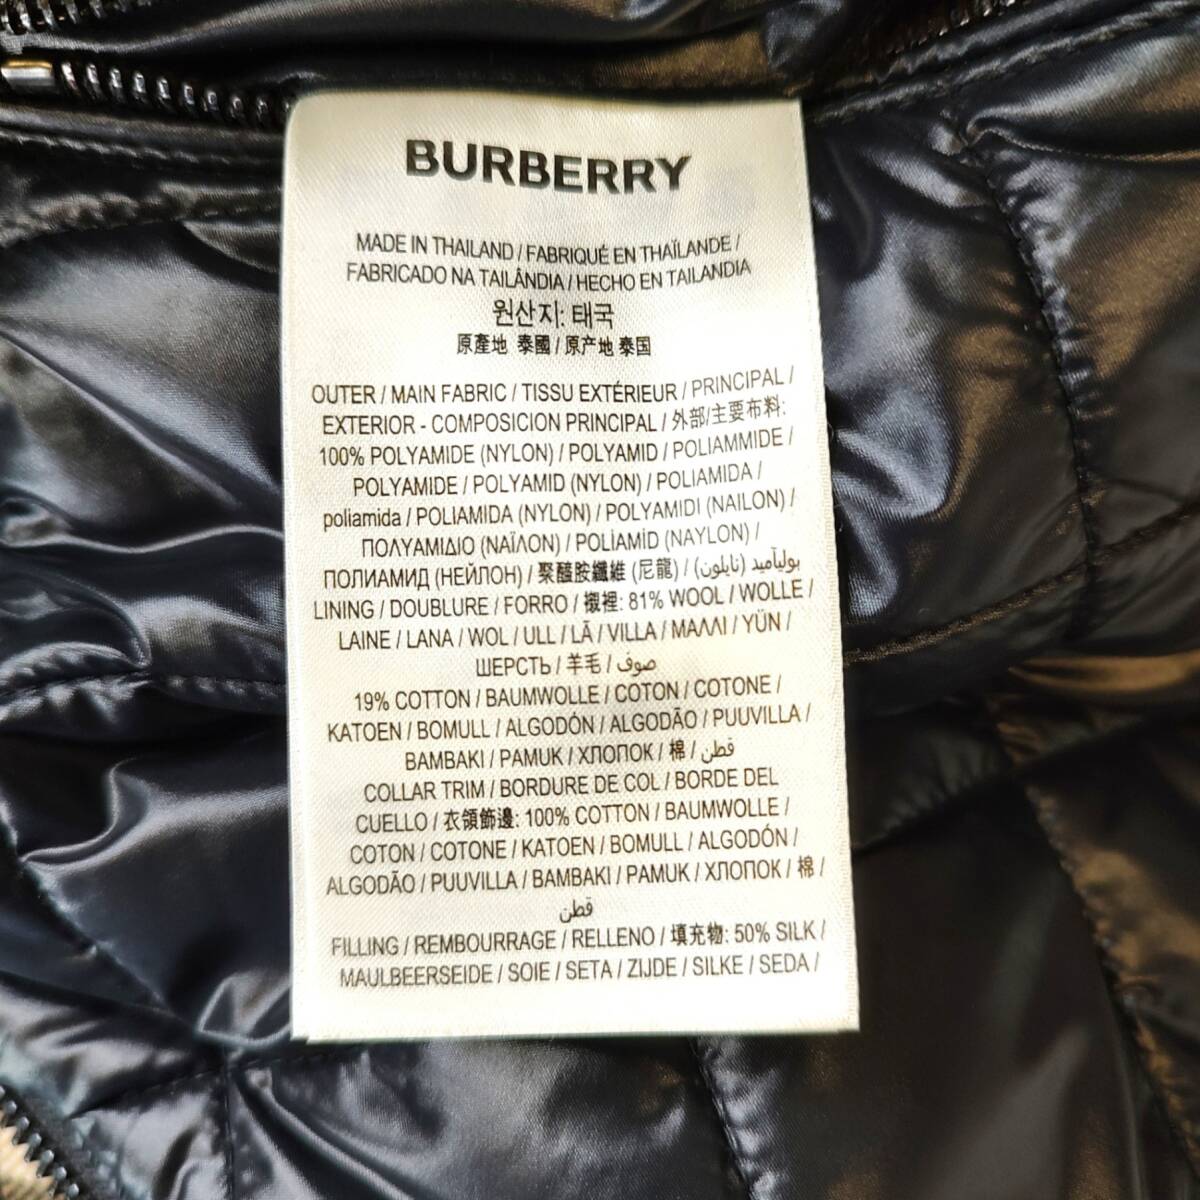 BURBERRY
MADE IN THAILAND / FABRIQUÉ EN THAÏLANDE /
FABRICADO NA TAILÂNDIA / HECHO EN TAILANDIA
원산지: 태국
原產地 泰國 / 原产地 泰国
OUTER / MAIN FABRIC / TISSU EXTÉRIEUR / PRINCIPAL /
EXTERIOR - COMPOSICION PRINCIPAL / 外部/主要布料:
100% POLYAMIDE (NYLON) / POLYAMID / POLIAMMIDE /
POLYAMIDE / POLYAMID (NYLON) / POLIAMIDA /
poliamida / POLIAMIDA (NYLON) / POLYAMIDI (NAILON) /
ΠΟΛΥΑΜΙΔΙΟ (ΝΑΪΛΟΝ) / POLİAMİD (NAYLON) /
ПОЛИАМИД (НЕЙЛОН) / 聚醯胺纖維 (尼龍) / بوليآميد (نايلون)
LINING / DOUBLURE / FORRO / 襯裡: 81% WOOL / WOLLE /
LAINE / LANA / WOL / ULL / LÃ / VILLA / ΜΑΛΛΙ / YÜN /
ШЕРСТЬ / 羊毛 / صوف
19% COTTON / BAUMWOLLE / COTON / COTONE /
KATOEN / BOMULL / ALGODÓN / ALGODÃO / PUUVILLA /
ΒΑΜΒΑΚΙ / PAMUK / ХЛОПОК / 棉 / قطن
COLLAR TRIM / BORDURE DE COL / BORDE DEL
CUELLO / 衣領飾邊: 100% COTTON / BAUMWOLLE /
COTON / COTONE / KATOEN / BOMULL / ALGODÓN /
ALGODÃO / PUUVILLA / ΒΑΜΒΑΚΙ / PAMUK / ХЛОПОК / 棉 /
قطن
FILLING / REMBOURRAGE / RELLENO / 填充物: 50% SILK /
MAULBEERSEIDE / SOIE / SETA / ZIJDE / SILKE / SEDA /